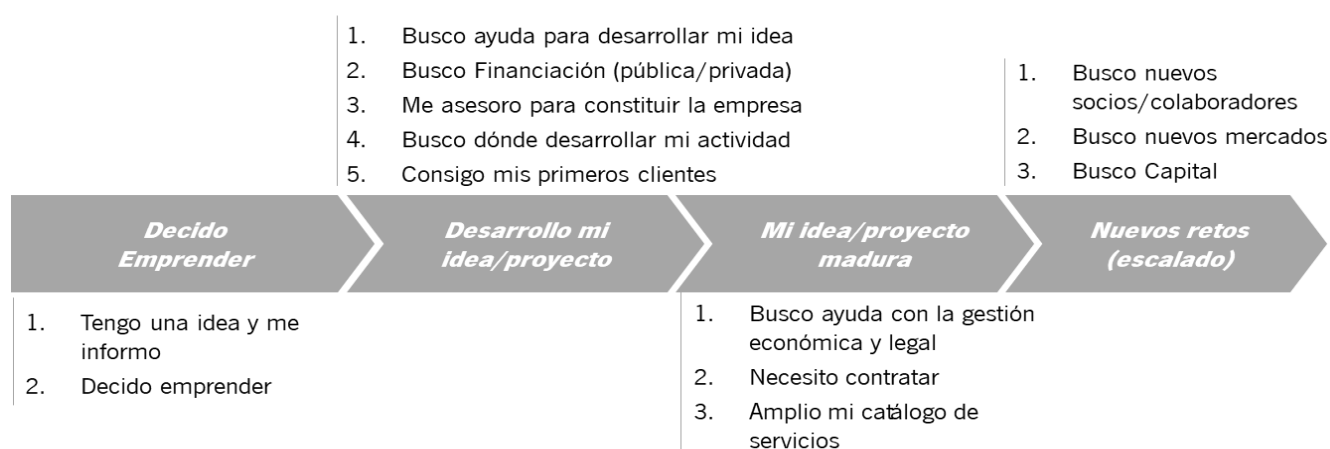 1. Busco ayuda para desarrollar mi idea
2. Busco Financiación (pública/privada)
3. Me asesoro para constituir la empresa
4. Busco dónde desarrollar mi actividad
5. Consigo mis primeros clientes
1. Busco nuevos
socios/colaboradores
2. Busco nuevos mercados
3. Busco Capital
Decido
Emprender
Desarrollo mi
idea/proyecto
Mi idea/proyecto
madura
Nuevos retos
(escalado)
1. Tengo una idea y me
informo
2. Decido emprender
1. Busco ayuda con la gestión
económica y legal
2. Necesito contratar
3. Amplio mi catálogo de
servicios